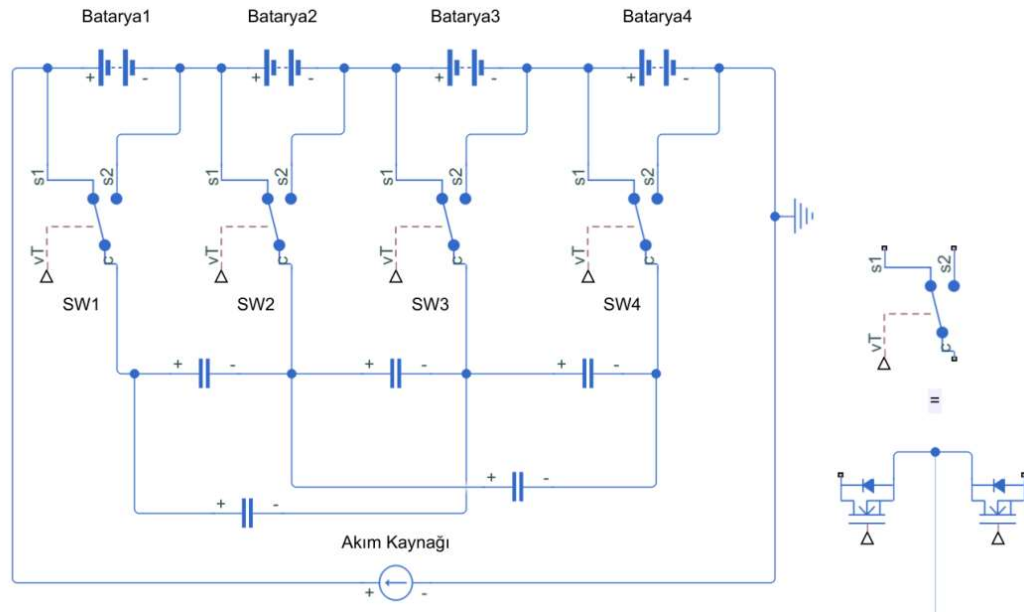 Batarya1 Batarya2 Batarya3 Batarya4
+ - + - + - + -
s1 s2 s1 s2 s1 s2 s1 s2
vT c vT c vT c vT c
SW1 SW2 SW3 SW4
s1 s2
vT c
+ - + - + -
=
+ -
+ -
Akım Kaynağı
+ -